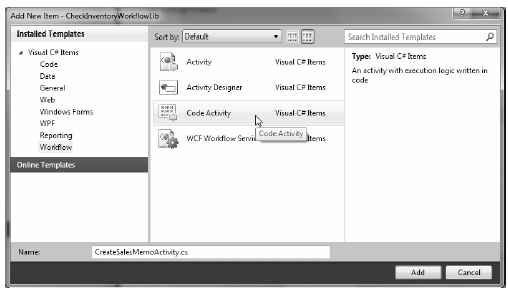 Add New Item - CheckInventoryWorkflowLib
Installed Templates
Sort by: Default
Search Installed Templates
Visual C# Items
Code
Data
General
Web
Windows Forms
WPF
Reporting
Workflow
Online Templates
Activity Visual C# Items
Activity Designer Visual C# Items
Code Activity Visual C# Items
WCF Workflow Servi Items
Code Activity
Type: Visual C# Items
An activity with execution logic written in
code
Name: CreateSalesMemoActivity.cs
Add Cancel